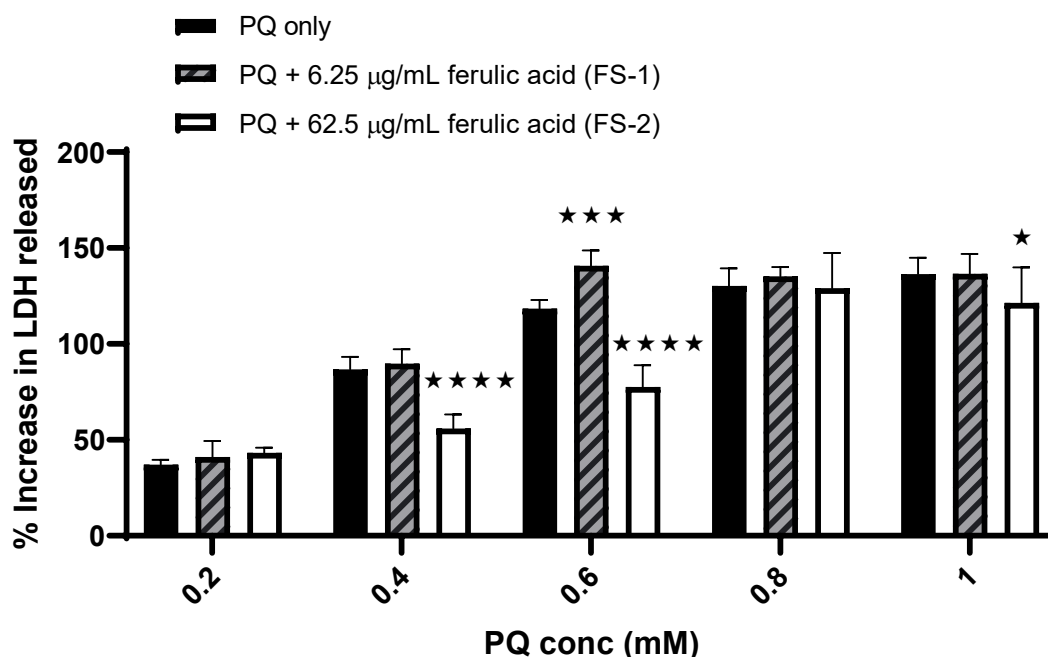 PQ only
PQ + 6.25 μg/mL ferulic acid (FS-1)
PQ + 62.5 μg/mL ferulic acid (FS-2)
% Increase in LDH released
200
150
100
50
0
★★★
★
★★★★
★★★★
0.2
0.4
0.6
0.8
1
PQ conc (mM)